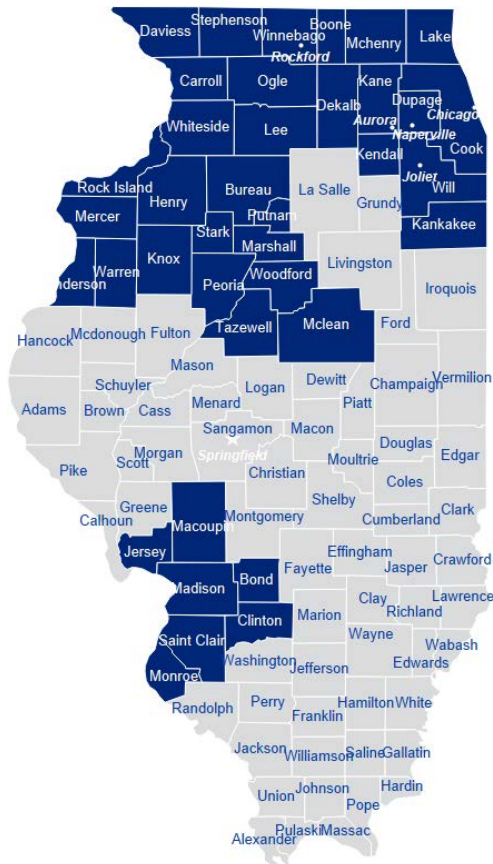 Stephenson
Boone
Daviess
Winnebago
Mchenry
Lake
Rockford
Carroll
Ogle
Kane
Dekalb
Dupage
Chicago
Aurora
Whiteside
Lee
Naperville
Cook
Kendall
Joliet
Rock Island
Bureau
La Salle
Will
Henry
Grundy
Mercer
Putnam
Stark
Kankakee
Marshall
Knox
Warren
Livingston
Woodford
nderson
Peoria
Iroquois
Tazewell
Mclean
Ford
Hancock
Mcdonough
Fulton
Mason
Dewitt
Schuyler
Logan
Champaign
Vermilion
Adams
Brown
Cass
Menard
Piatt
Sangamon
Macon
Douglas
Edgar
Pike
Scott
Morgan
Springfield
Moultrie
Christian
Coles
Greene
Shelby
Clark
Calhoun
Macoupin
Montgomery
Cumberland
Jersey
Effingham
Crawford
Madison
Bond
Fayette
Jasper
Clay
Lawrence
Clinton
Marion
Richland
Saint Clair
Wayne
Wabash
Washington
Jefferson
Edwards
Monroe
Randolph
Perry
Hamilton
White
Franklin
Jackson
Williamson
Saline
Gallatin
Union
Johnson
Hardin
Pope
Alexander
Pulaski
Massac